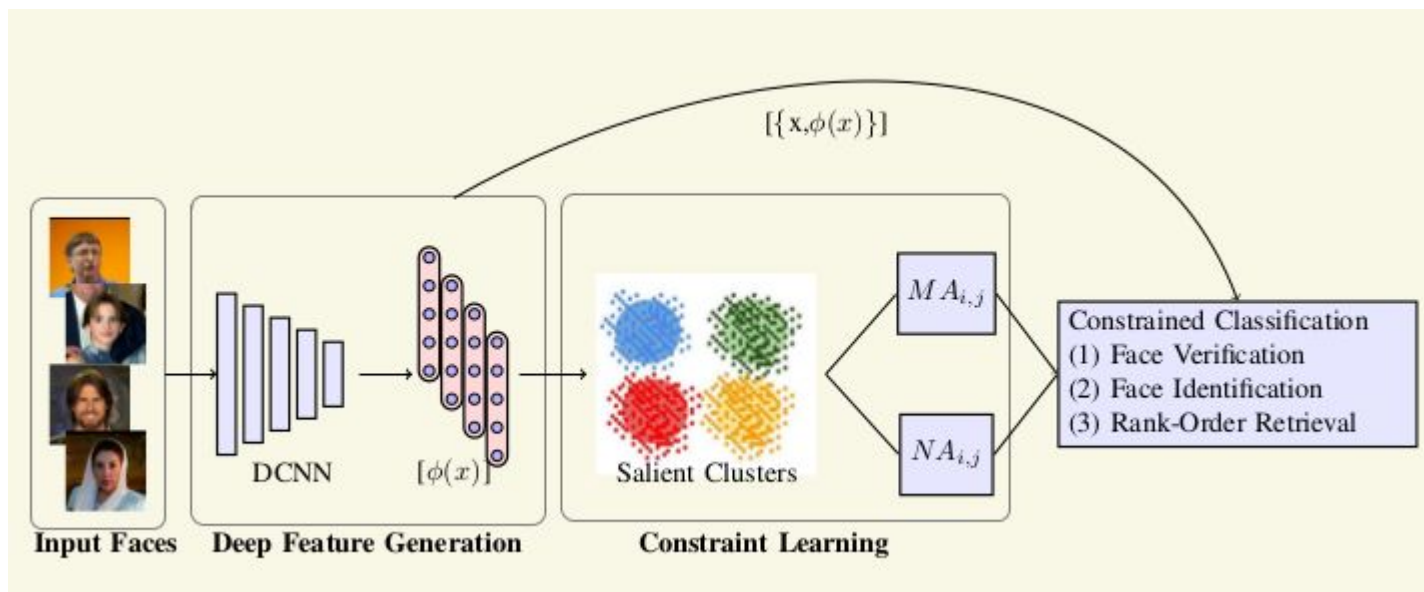 [{x,ϕ(x)}]
MA_{i,j}
Constrained Classification
(1) Face Verification
(2) Face Identification
(3) Rank-Order Retrieval
NA_{i,j}
DCNN
[ϕ(x)]
Salient Clusters
Input Faces
Deep Feature Generation
Constraint Learning